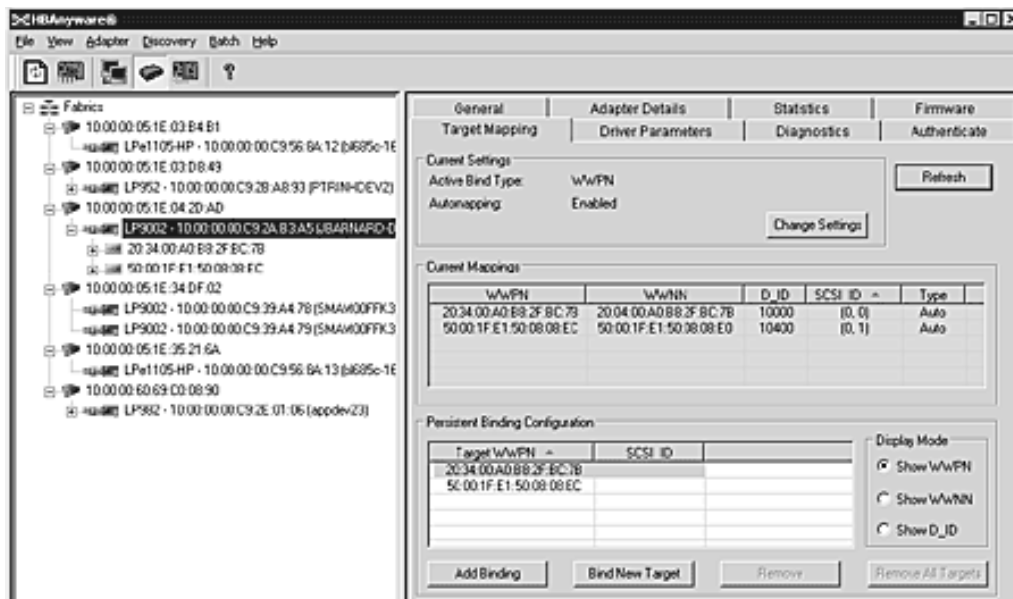 HBAnyware®
File View Adapter Discovery Batch Help
Fabrics
10:00:00:05:1E:03:B4:B1
LPe1105-HP - 10:00:00:00:C9:56:8A:12 (bl685c-16
10:00:00:05:1E:03:D8:49
LP952 - 10:00:00:00:C9:2B:A8:93 (PTRINHDEV2)
10:00:00:05:1E:04:2D:AD
LP9002 - 10:00:00:00:C9:2A:B3:A5 (JBARNARD-D
20:34:00:A0:B8:2F:BC:7B
50:00:1F:E1:50:08:08:EC
10:00:00:05:1E:34:DF:02
LP9002 - 10:00:00:00:C9:39:A4:78 (SMAM00FFK3
LP9002 - 10:00:00:00:C9:39:A4:79 (SMAM00FFK3
10:00:00:05:1E:35:21:6A
LPe1105-HP - 10:00:00:00:C9:56:8A:13 (bl685c-16
10:00:00:60:69:C0:08:90
LP982 - 10:00:00:00:C9:2E:01:06 (appdev23)
General Adapter Details Statistics Firmware
Target Mapping Driver Parameters Diagnostics Authenticate
Current Settings
Active Bind Type: WWPN
Automapping: Enabled
Refresh
Change Settings
Current Mappings
WWPN WWNN D_ID SCSI ID Type
20:34:00:A0:B8:2F:BC:7B 20:04:00:A0:B8:2F:BC:7B 10000 (0, 0) Auto
50:00:1F:E1:50:08:08:EC 50:00:1F:E1:50:08:08:E0 10400 (0, 1) Auto
Persistent Binding Configuration
Target WWPN SCSI ID
20:34:00:A0:B8:2F:BC:7B
50:00:1F:E1:50:08:08:EC
Display Mode
Show WWPN
Show WWNN
Show D_ID
Add Binding Bind New Target Remove Remove All Targets